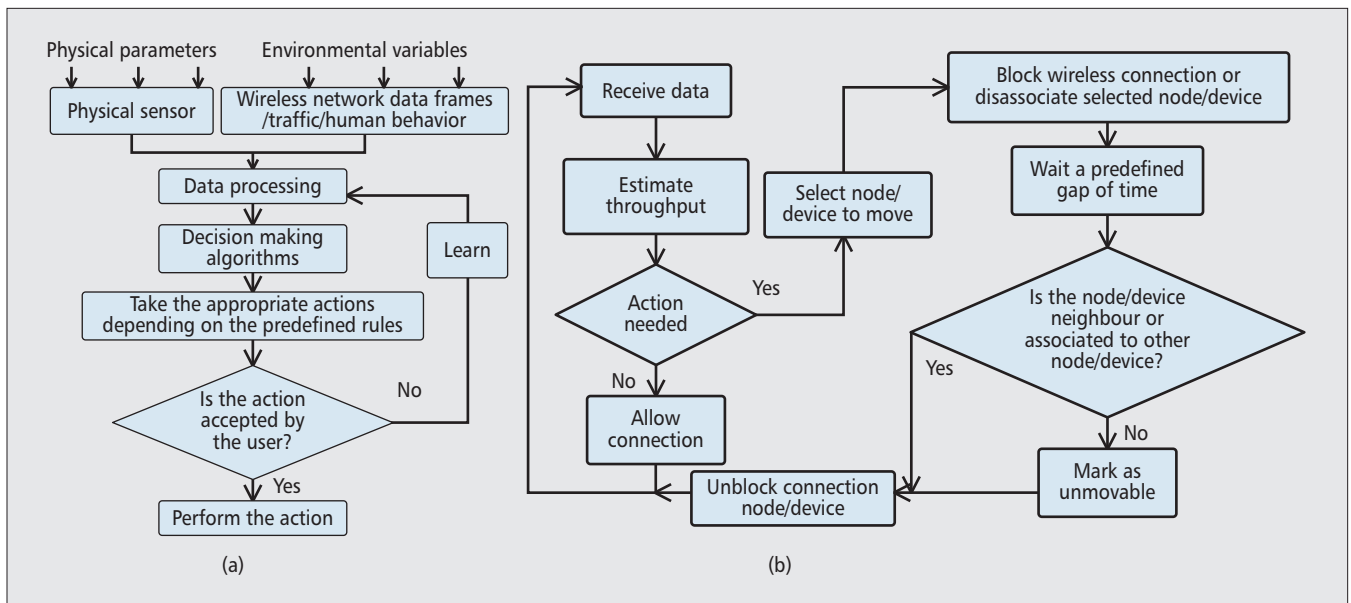 Physical parameters
Environmental variables
Physical sensor
Wireless network data frames
/traffic/human behavior
Data processing
Decision making
algorithms
Learn
Take the appropriate actions
depending on the predefined rules
Is the action
accepted by
the user?
No
Yes
Perform the action
(a)
Receive data
Estimate
throughput
Action
needed
Yes
No
Allow
connection
Select node/
device to move
Block wireless connection or
disassociate selected node/device
Wait a predefined
gap of time
Is the node/device
neighbour or
associated to other
node/device?
Yes
No
Mark as
unmovable
Unblock connection
node/device
(b)